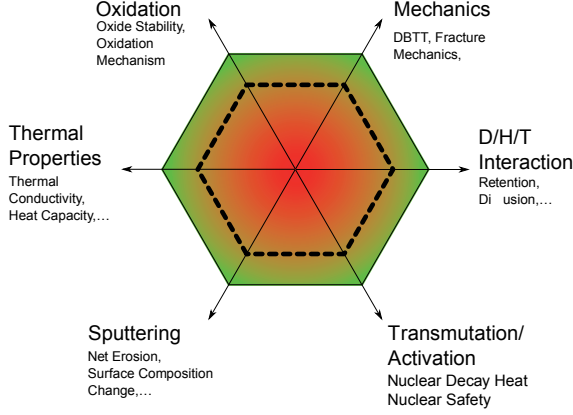 Oxidation
Oxide Stability,
Oxidation
Mechanism
Mechanics
DBTT, Fracture
Mechanics,
Thermal
Properties
Thermal
Conductivity,
Heat Capacity,…
D/H/T
Interaction
Retention,
Di usion,…
Sputtering
Net Erosion,
Surface Composition
Change,…
Transmutation/
Activation
Nuclear Decay Heat
Nuclear Safety